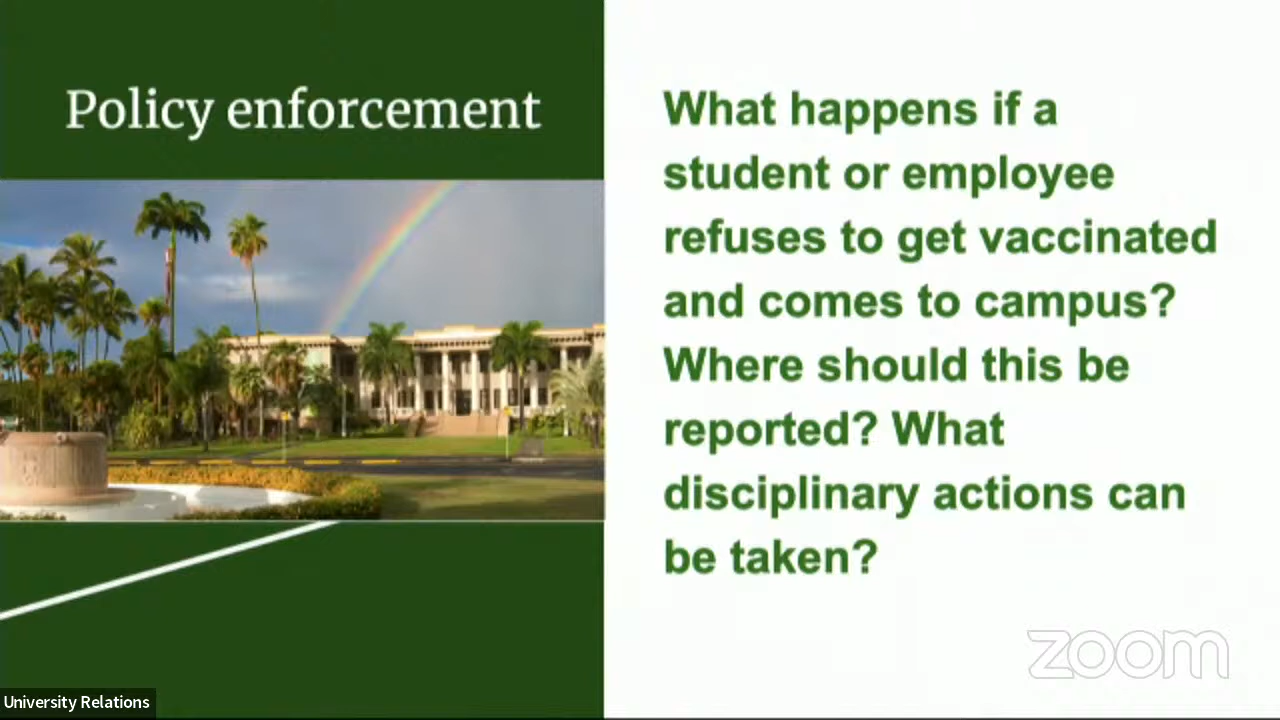 Policy enforcement
What happens if a
student or employee
refuses to get vaccinated
and comes to campus?
Where should this be
reported? What
disciplinary actions can
be taken?
zoom
University Relations